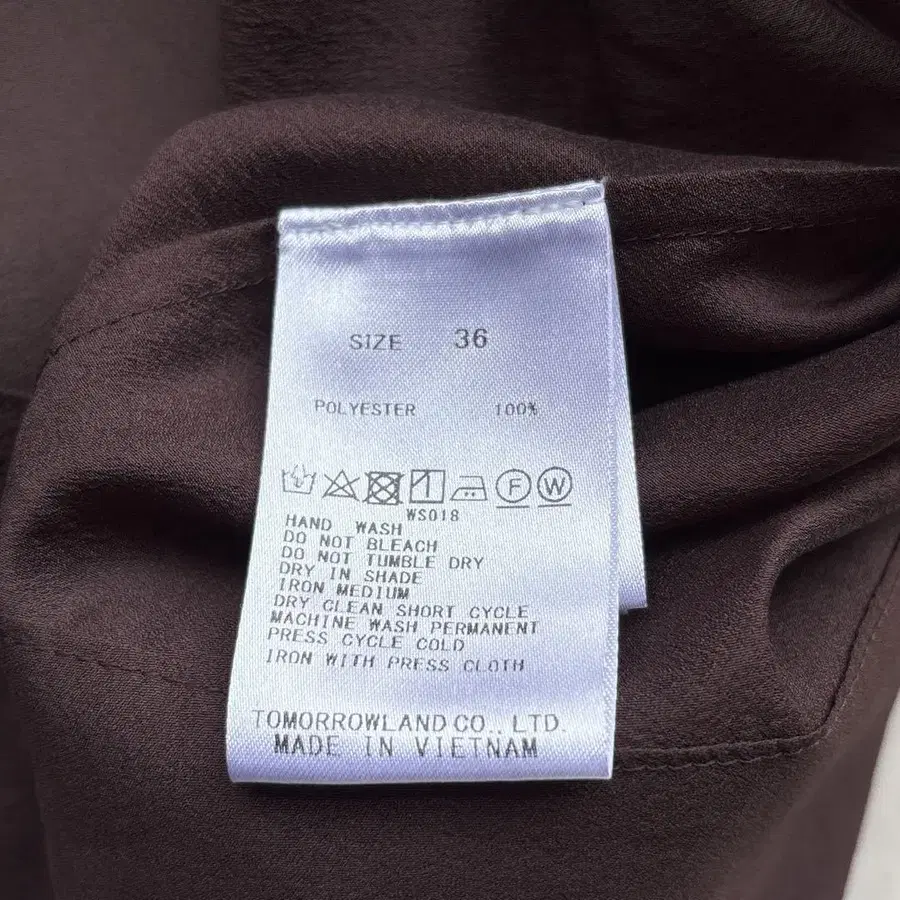 SIZE 36
POLYESTER 100%
F W
WS018
HAND WASH
DO NOT BLEACH
DO NOT TUMBLE DRY
DRY IN SHADE
IRON MEDIUM
DRY CLEAN SHORT CYCLE
MACHINE WASH PERMANENT
PRESS CYCLE COLD
IRON WITH PRESS CLOTH
TOMORROWLAND CO., LTD.
MADE IN VIETNAM